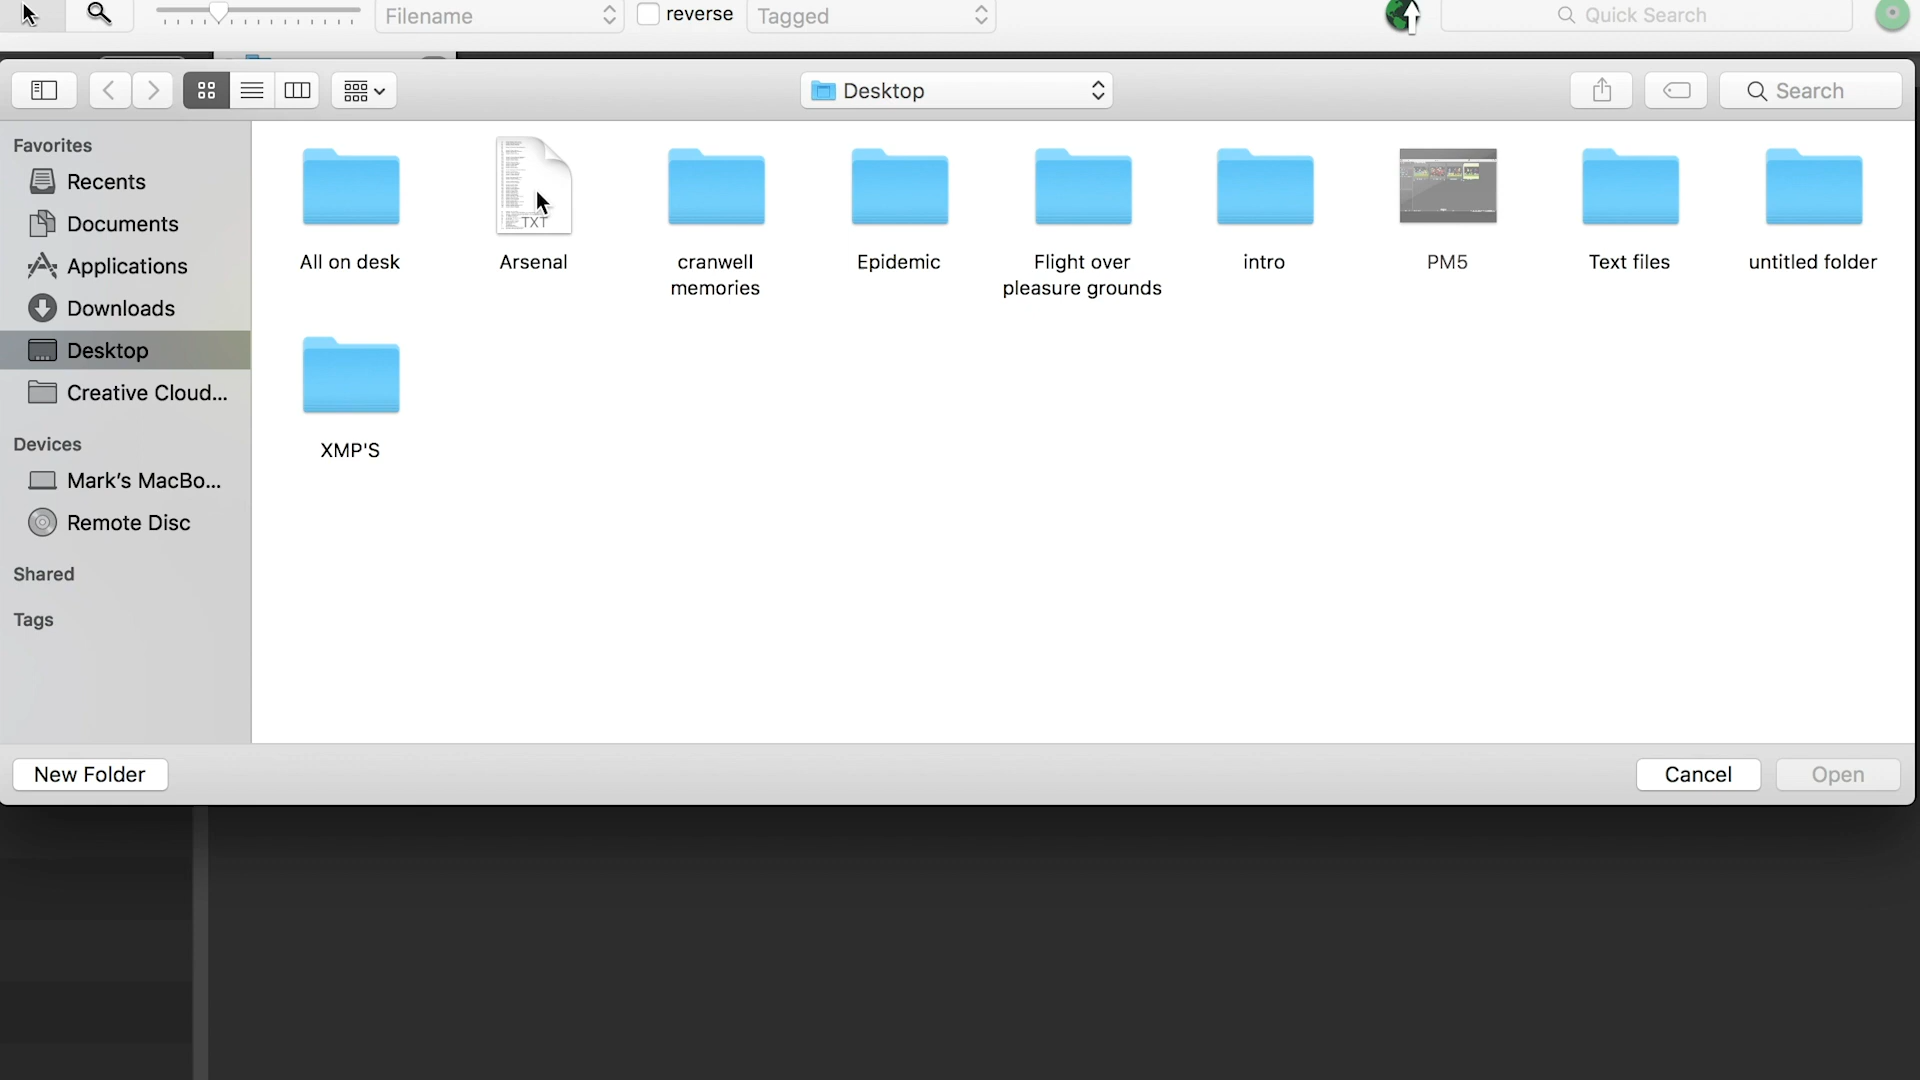 Filename
reverse
Tagged
Quick Search
Desktop
Search
Favorites
Recents
Documents
Applications
Downloads
Desktop
Creative Cloud...
Devices
Mark's MacBo...
Remote Disc
Shared
Tags
TXT
All on desk
Arsenal
cranwell
memories
Epidemic
Flight over
pleasure grounds
intro
PM5
Text files
untitled folder
XMP'S
New Folder
Cancel
Open